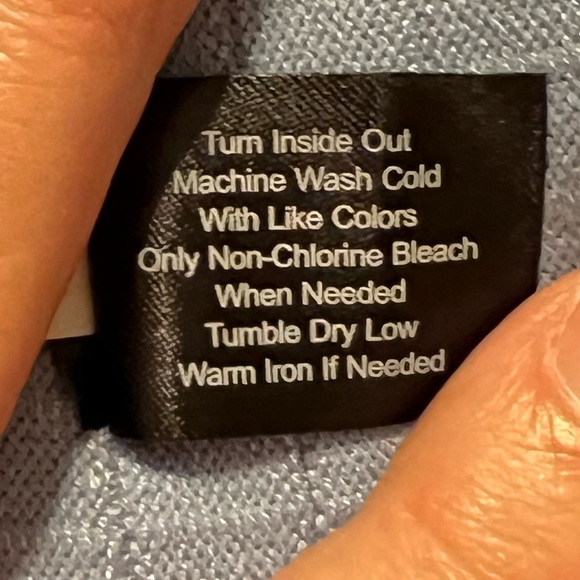 Turn Inside Out
Machine Wash Cold
With Like Colors
Only Non-Chlorine Bleach
When Needed
Tumble Dry Low
Warm Iron If Needed